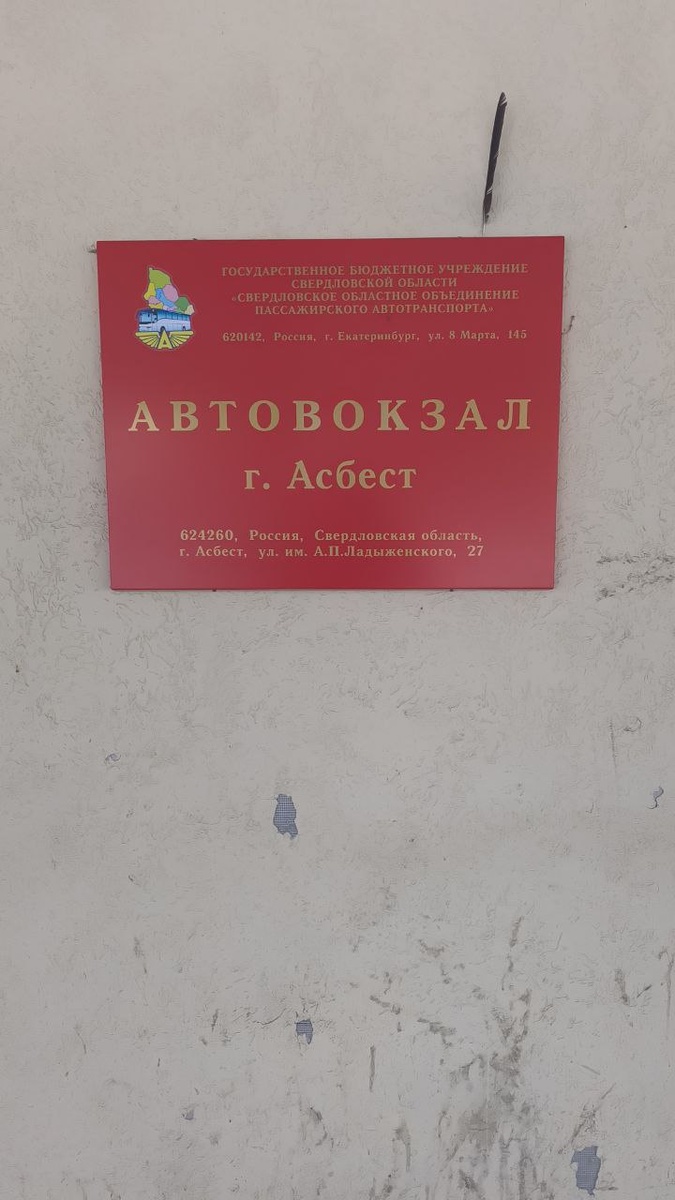 ГОСУДАРСТВЕННОЕ БЮДЖЕТНОЕ УЧРЕЖДЕНИЕ
СВЕРДЛОВСКОЙ ОБЛАСТИ
«СВЕРДЛОВСКОЕ ОБЛАСТНОЕ ОБЪЕДИНЕНИЕ
ПАССАЖИРСКОГО АВТОТРАНСПОРТА»
620142, Россия, г. Екатеринбург, ул. 8 Марта, 145
А
АВТОВОКЗАЛ
г. Асбест
624260, Россия, Свердловская область,
г. Асбест, ул. им. А.П.Ладыженского, 27